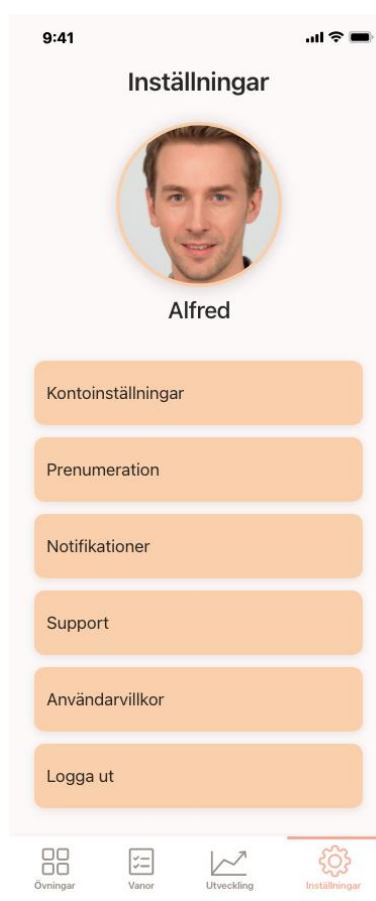 9:41
Inställningar
Alfred
Kontoinställningar
Prenumeration
Notifikationer
Support
Användarvillkor
Logga ut
Övningar Vanor Utveckling Inställningar